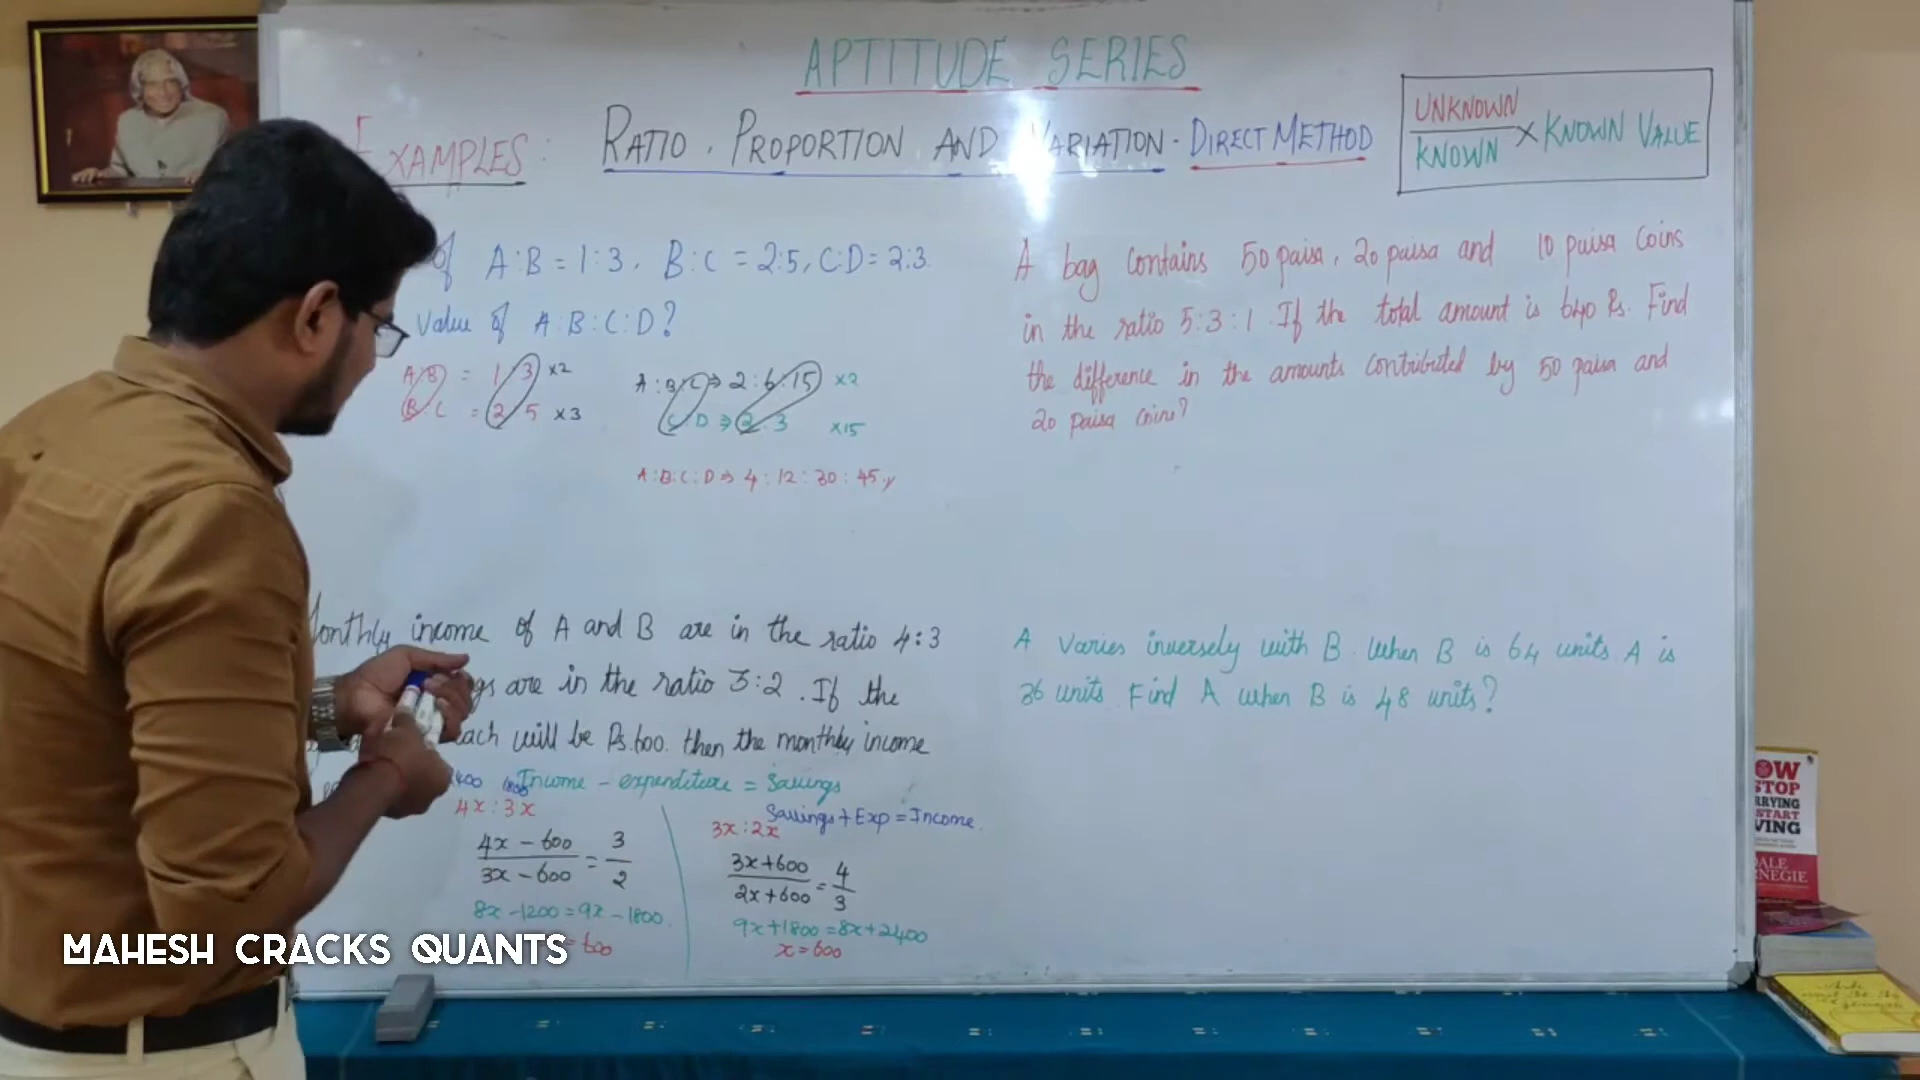 APTITUDE SERIES
EXAMPLES: RATIO, PROPORTION AND VARIATION - DIRECT METHOD
UNKNOWN
KNOWN × KNOWN VALUE
of A:B = 1:3, B:C = 2:5, C:D = 2:3.
Value of A:B:C:D?
A B = 1 3 ×2
B C = 2 5 ×3
A:B:C ⇒ 2:6:15 ×2
C:D ⇒ 2:3 ×15
A:B:C:D ⇒ 4:12:30:45
A bag contains 50 paisa, 20 paisa and 10 paisa coins
in the ratio 5:3:1. If the total amount is 640 Rs. Find
the difference in the amounts contributed by 50 paisa and
20 paisa coins?
Monthly income of A and B are in the ratio 4:3
are in the ratio 3:2. If the
each will be Rs.600. then the monthly income
Income - expenditure = Savings
4x:3x
4x - 600
3x - 600 = 3
2
8x - 1200 = 9x - 1800
= 600
Savings + Exp = Income.
3x:2x
3x+600
2x+600 = 4
3
9x+1800 = 8x+2400
x = 600
A varies inversely with B. When B is 64 units A is
36 units. Find A when B is 48 units?
MAHESH CRACKS QUANTS
STOP
START
DALE